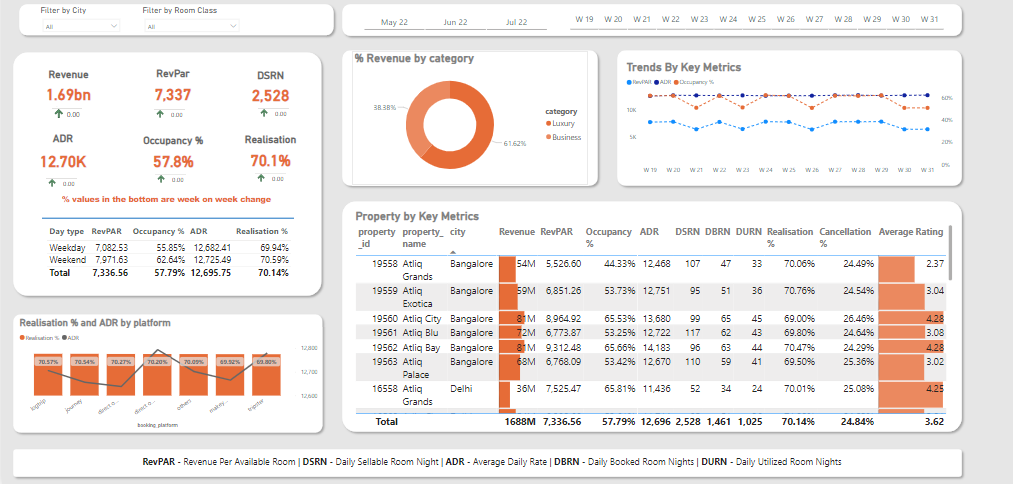 Filter by City
Filter by Room Class
All
All
May 22 Jun 22 Jul 22
W 19 W 20 W 21 W 22 W 23 W 24 W 25 W 26 W 27 W 28 W 29 W 30 W 31
Revenue
1.69bn
0.00
RevPar
7,337
0.00
DSRN
2,528
0.00
ADR
12.70K
0.00
Occupancy %
57.8%
0.00
Realisation
70.1%
0.00
% values in the bottom are week on week change
Day type RevPAR Occupancy % ADR Realisation %
Weekday 7,082.53 55.85% 12,682.41 69.94%
Weekend 7,971.63 62.64% 12,725.49 70.59%
Total 7,336.56 57.79% 12,695.75 70.14%
% Revenue by category
38.38%
61.62%
category
Luxury
Business
Trends By Key Metrics
RevPAR ADR Occupancy %
10K
5K
60%
40%
20%
0%
W 19 W 20 W 21 W 22 W 23 W 24 W 25 W 26 W 27 W 28 W 29 W 30 W 31
Realisation % and ADR by platform
Realisation % ADR
70.57% 70.54% 70.27% 70.20% 70.09% 69.92% 69.80%
12,800
12,700
12,600
logtrip journey direct o... direct o... others makey... tripster
booking_platform
Property by Key Metrics
property_id property_name city Revenue RevPAR Occupancy % ADR DSRN DBRN DURN Realisation % Cancellation % Average Rating
19558 Atliq Grands Bangalore 54M 5,526.60 44.33% 12,468 107 47 33 70.06% 24.49% 2.37
19559 Atliq Exotica Bangalore 59M 6,851.26 53.73% 12,751 95 51 36 70.76% 24.54% 3.04
19560 Atliq City Bangalore 81M 8,964.92 65.53% 13,680 99 65 45 69.00% 26.46% 4.28
19561 Atliq Blu Bangalore 72M 6,773.87 53.25% 12,722 117 62 43 69.80% 24.64% 3.08
19562 Atliq Bay Bangalore 81M 9,312.48 65.66% 14,183 96 63 44 70.47% 24.29% 4.28
19563 Atliq Palace Bangalore 68M 6,768.09 53.42% 12,670 110 59 41 69.50% 25.36% 3.02
16558 Atliq Grands Delhi 36M 7,525.47 65.81% 11,436 52 34 24 70.01% 25.08% 4.25
Total 1688M 7,336.56 57.79% 12,696 2,528 1,461 1,025 70.14% 24.84% 3.62
RevPAR - Revenue Per Available Room | DSRN - Daily Sellable Room Night | ADR - Average Daily Rate | DBRN - Daily Booked Room Nights | DURN - Daily Utilized Room Nights